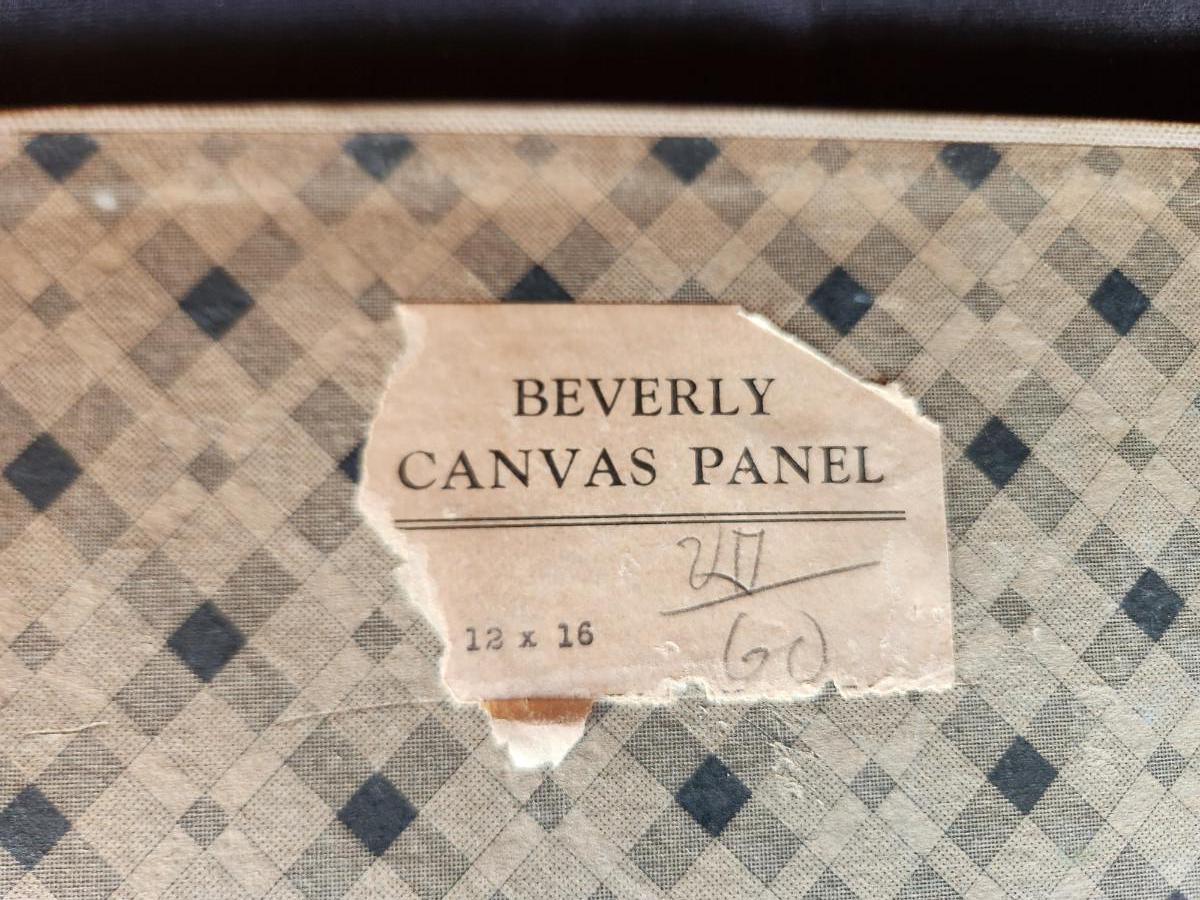 BEVERLY
CANVAS PANEL
12 x 16
60